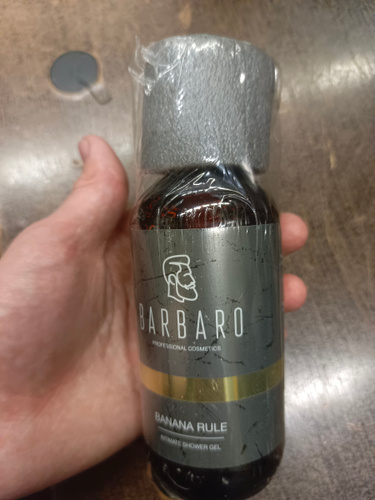 BARBARO
PROFESSIONAL COSMETICS
BANANA RULE
INTIMATE SHOWER GEL